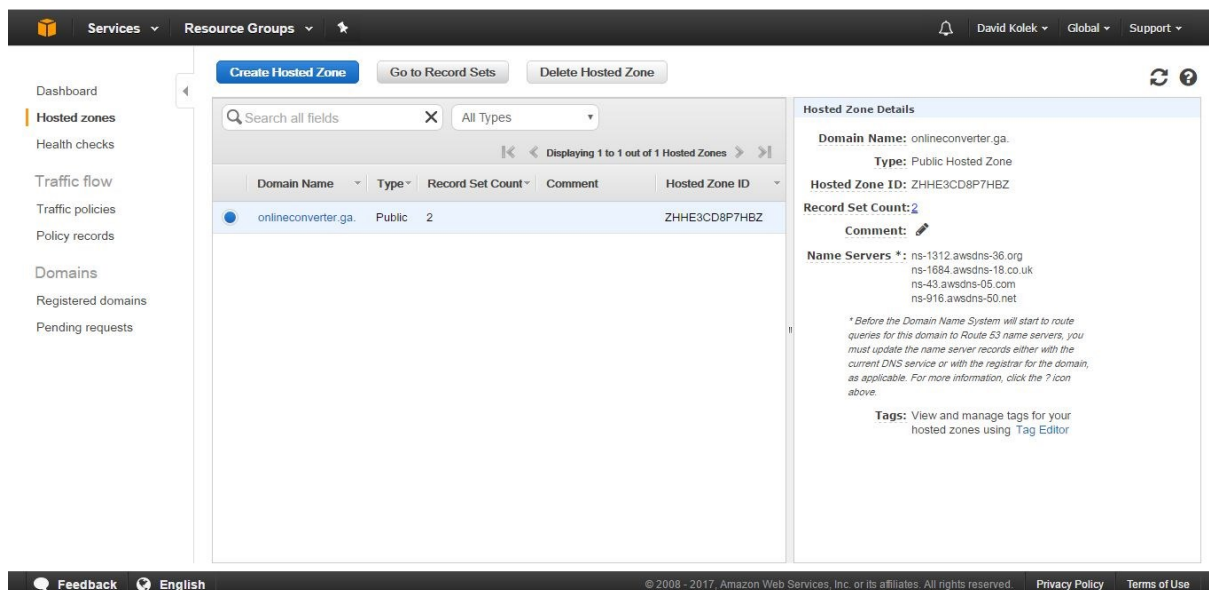 Services Resource Groups David Kolek Global Support
Dashboard
Hosted zones
Health checks
Traffic flow
Traffic policies
Policy records
Domains
Registered domains
Pending requests
Create Hosted Zone Go to Record Sets Delete Hosted Zone
Search all fields All Types
Displaying 1 to 1 out of 1 Hosted Zones
Domain Name Type Record Set Count Comment Hosted Zone ID
onlineconverter.ga. Public 2 ZHHE3CD8P7HBZ
Hosted Zone Details
Domain Name: onlineconverter.ga.
Type: Public Hosted Zone
Hosted Zone ID: ZHHE3CD8P7HBZ
Record Set Count: 2
Comment:
Name Servers *: ns-1312.awsdns-36.org
ns-1684.awsdns-18.co.uk
ns-43.awsdns-05.com
ns-916.awsdns-50.net
* Before the Domain Name System will start to route
queries for this domain to Route 53 name servers, you
must update the name server records either with the
current DNS service or with the registrar for the domain,
as applicable. For more information, click the ? icon
above.
Tags: View and manage tags for your
hosted zones using Tag Editor
Feedback English © 2008 - 2017, Amazon Web Services, Inc. or its affiliates. All rights reserved. Privacy Policy Terms of Use